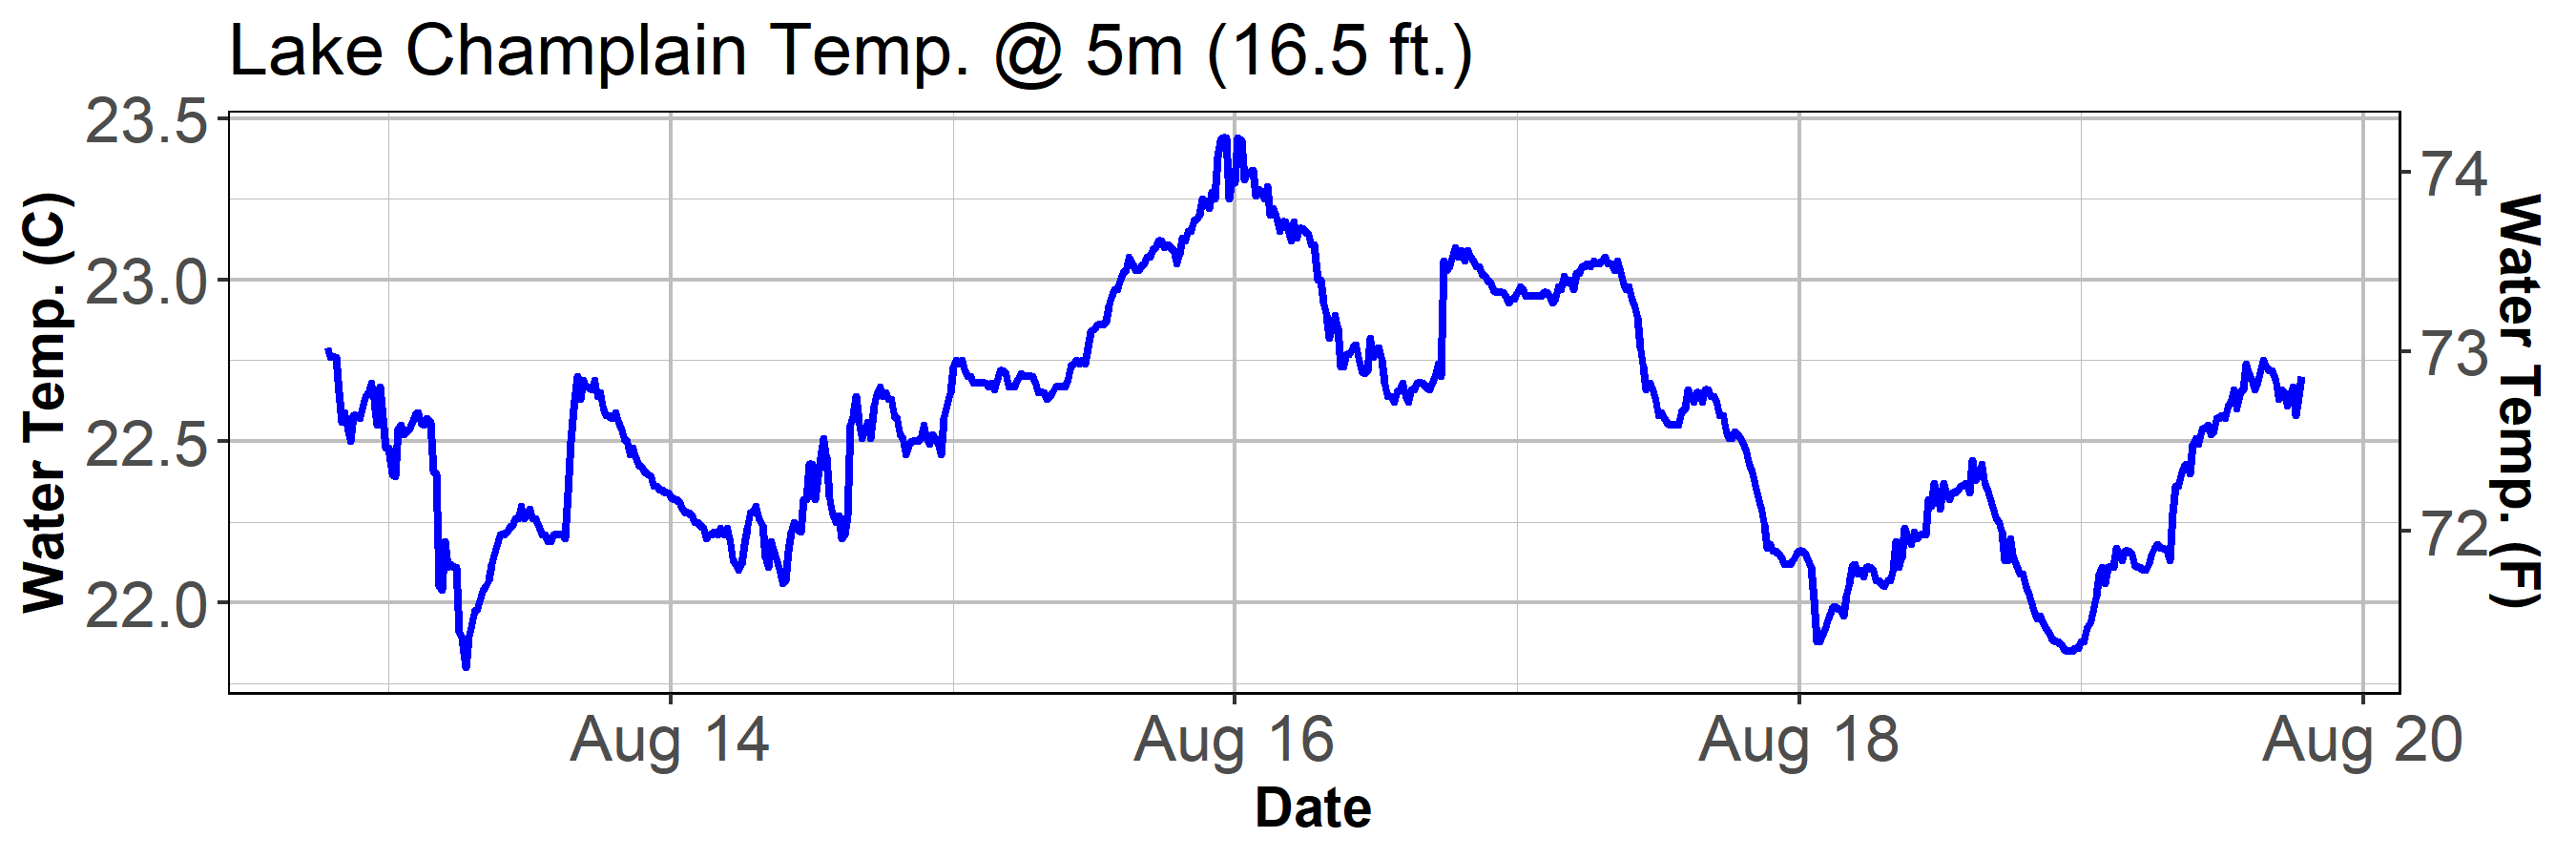 Lake Champlain Temp. @ 5m (16.5 ft.)
Water Temp. (C)
23.5
23.0
22.5
22.0
74
73
72
Water Temp. (F)
Aug 14 Aug 16 Aug 18 Aug 20
Date